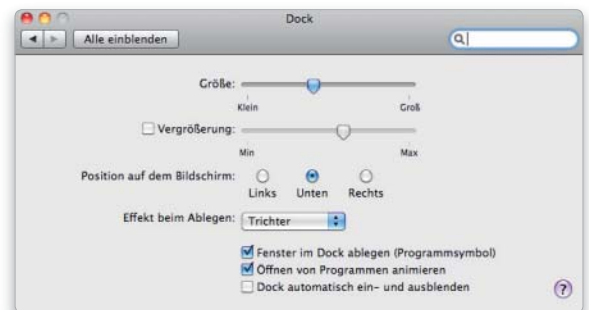 Dock
Alle einblenden
Größe:
Klein Groß
Vergrößerung:
Min Max
Position auf dem Bildschirm:
Links Unten Rechts
Effekt beim Ablegen: Trichter
Fenster im Dock ablegen (Programmsymbol)
Öffnen von Programmen animieren
Dock automatisch ein- und ausblenden
?